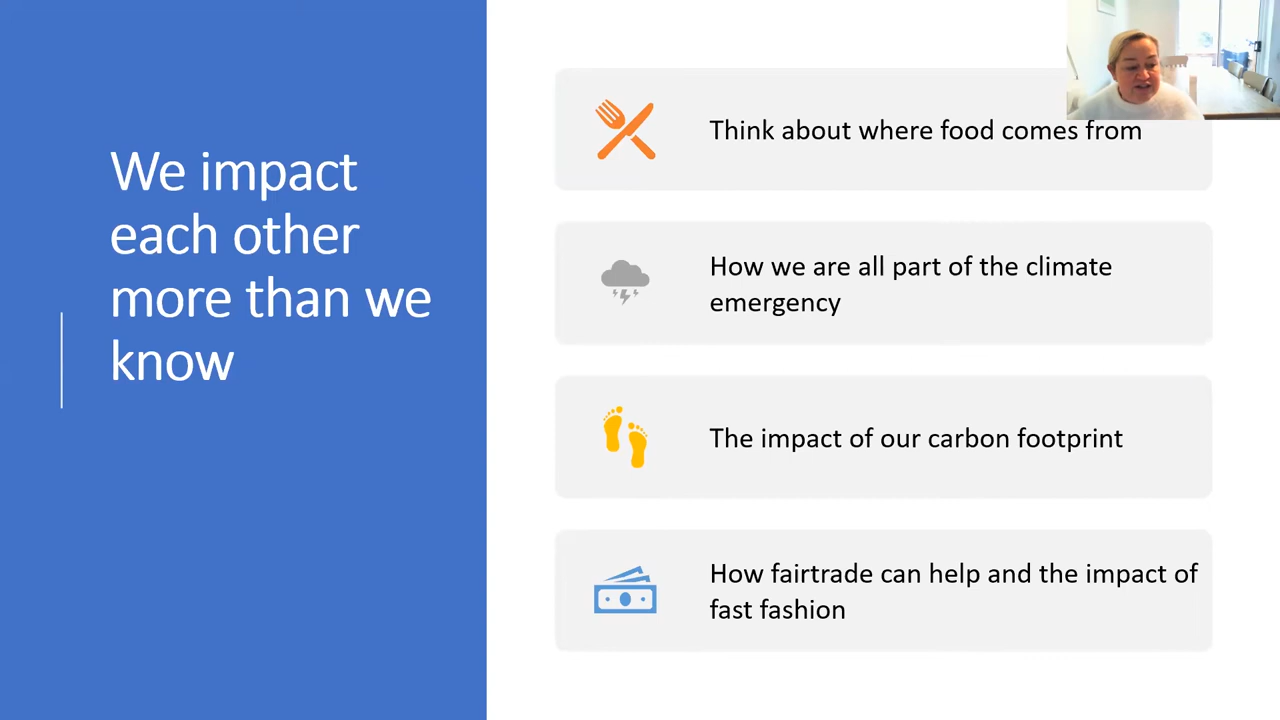 We impact
each other
more than we
know
Think about where food comes from
How we are all part of the climate
emergency
The impact of our carbon footprint
How fairtrade can help and the impact of
fast fashion